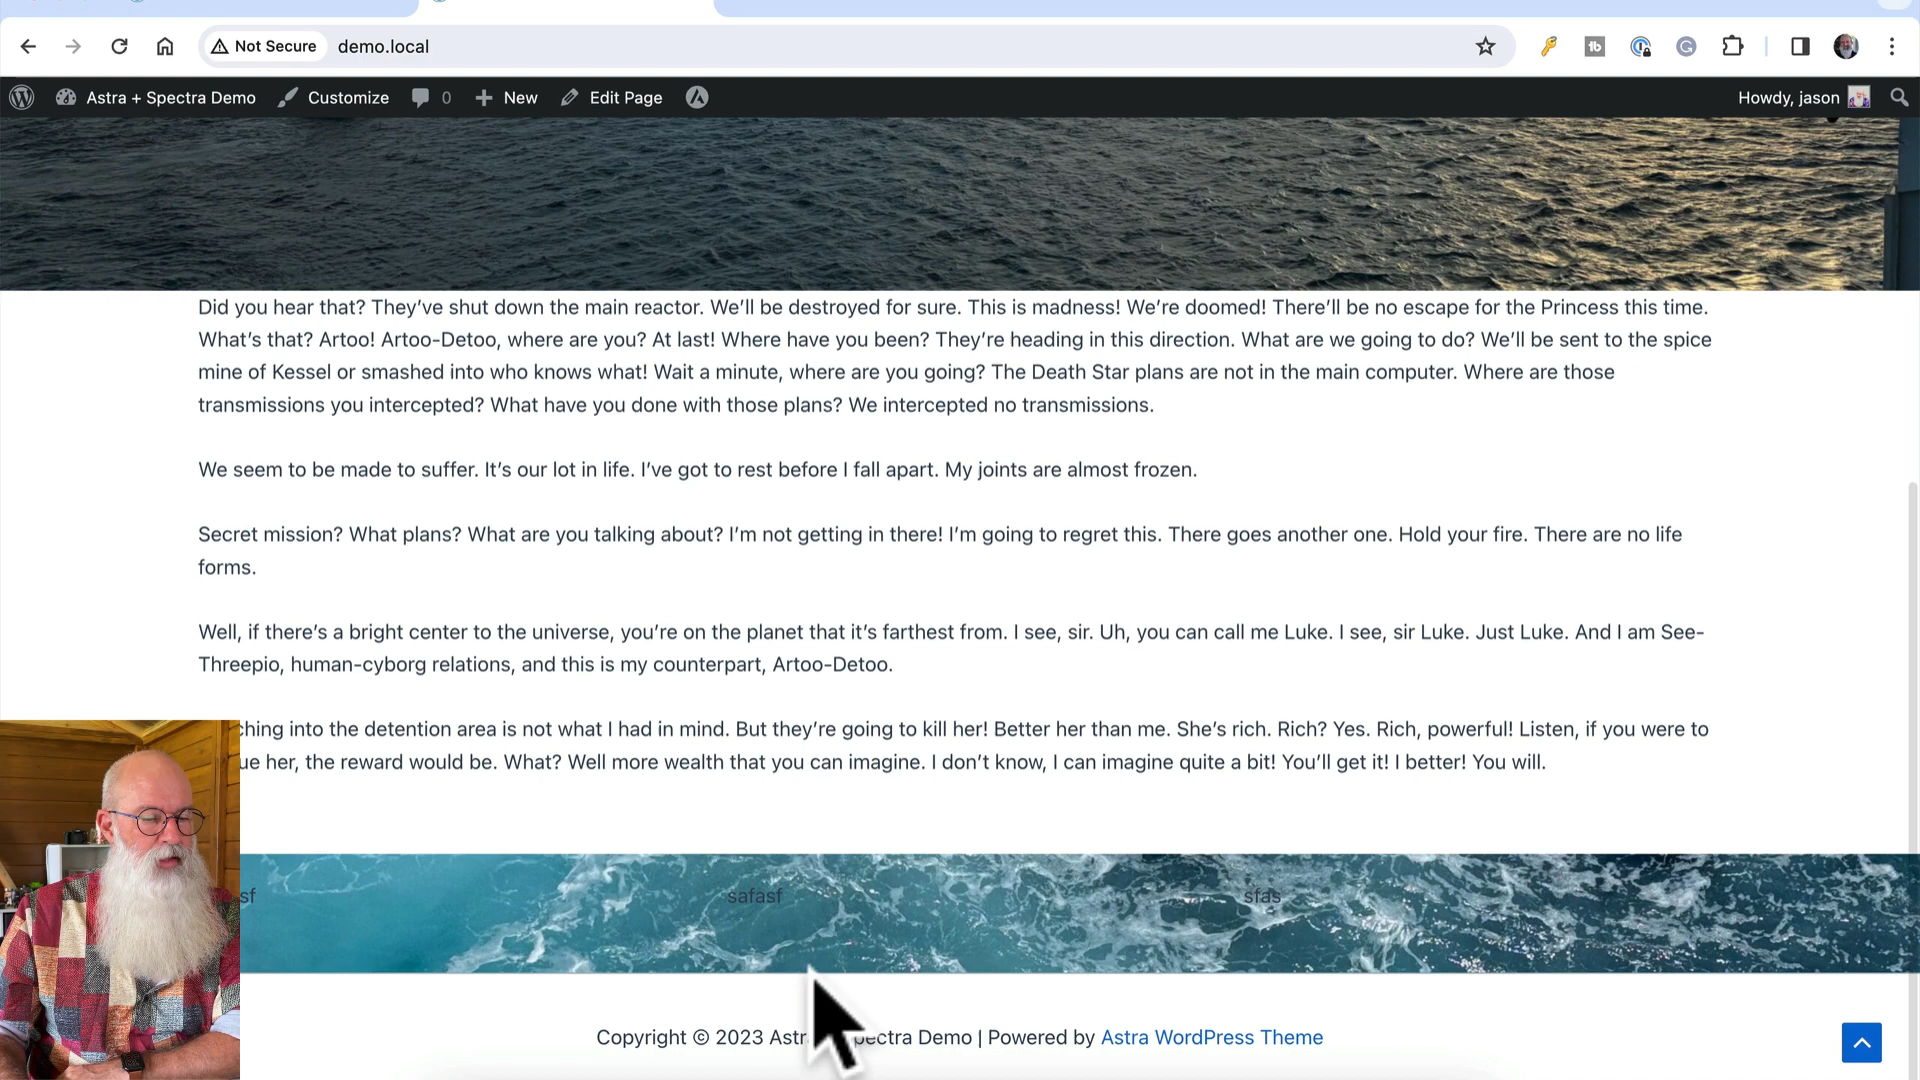 Not Secure demo.local
Astra + Spectra Demo Customize 0 New Edit Page Howdy, jason
Did you hear that? They've shut down the main reactor. We'll be destroyed for sure. This is madness! We're doomed! There'll be no escape for the Princess this time.
What's that? Artoo! Artoo-Detoo, where are you? At last! Where have you been? They're heading in this direction. What are we going to do? We'll be sent to the spice
mine of Kessel or smashed into who knows what! Wait a minute, where are you going? The Death Star plans are not in the main computer. Where are those
transmissions you intercepted? What have you done with those plans? We intercepted no transmissions.
We seem to be made to suffer. It's our lot in life. I've got to rest before I fall apart. My joints are almost frozen.
Secret mission? What plans? What are you talking about? I'm not getting in there! I'm going to regret this. There goes another one. Hold your fire. There are no life
forms.
Well, if there's a bright center to the universe, you're on the planet that it's farthest from. I see, sir. Uh, you can call me Luke. I see, sir Luke. Just Luke. And I am See-
Threepio, human-cyborg relations, and this is my counterpart, Artoo-Detoo.
ching into the detention area is not what I had in mind. But they're going to kill her! Better her than me. She's rich. Rich? Yes. Rich, powerful! Listen, if you were to
ue her, the reward would be. What? Well more wealth that you can imagine. I don't know, I can imagine quite a bit! You'll get it! I better! You will.
sf safasf sfas
Copyright © 2023 Astr pectra Demo | Powered by Astra WordPress Theme